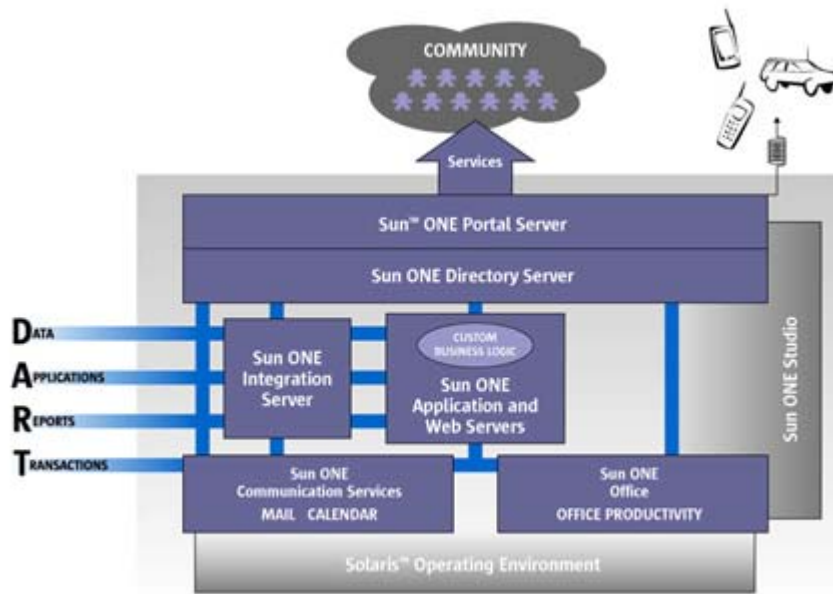 COMMUNITY
Services
Sun™ ONE Portal Server
Sun ONE Directory Server
DATA
APPLICATIONS
REPORTS
TRANSACTIONS
Sun ONE
Integration
Server
CUSTOM
BUSINESS LOGIC
Sun ONE
Application and
Web Servers
Sun ONE Studio
Sun ONE
Communication Services
MAIL CALENDAR
Sun ONE
Office
OFFICE PRODUCTIVITY
Solaris™ Operating Environment